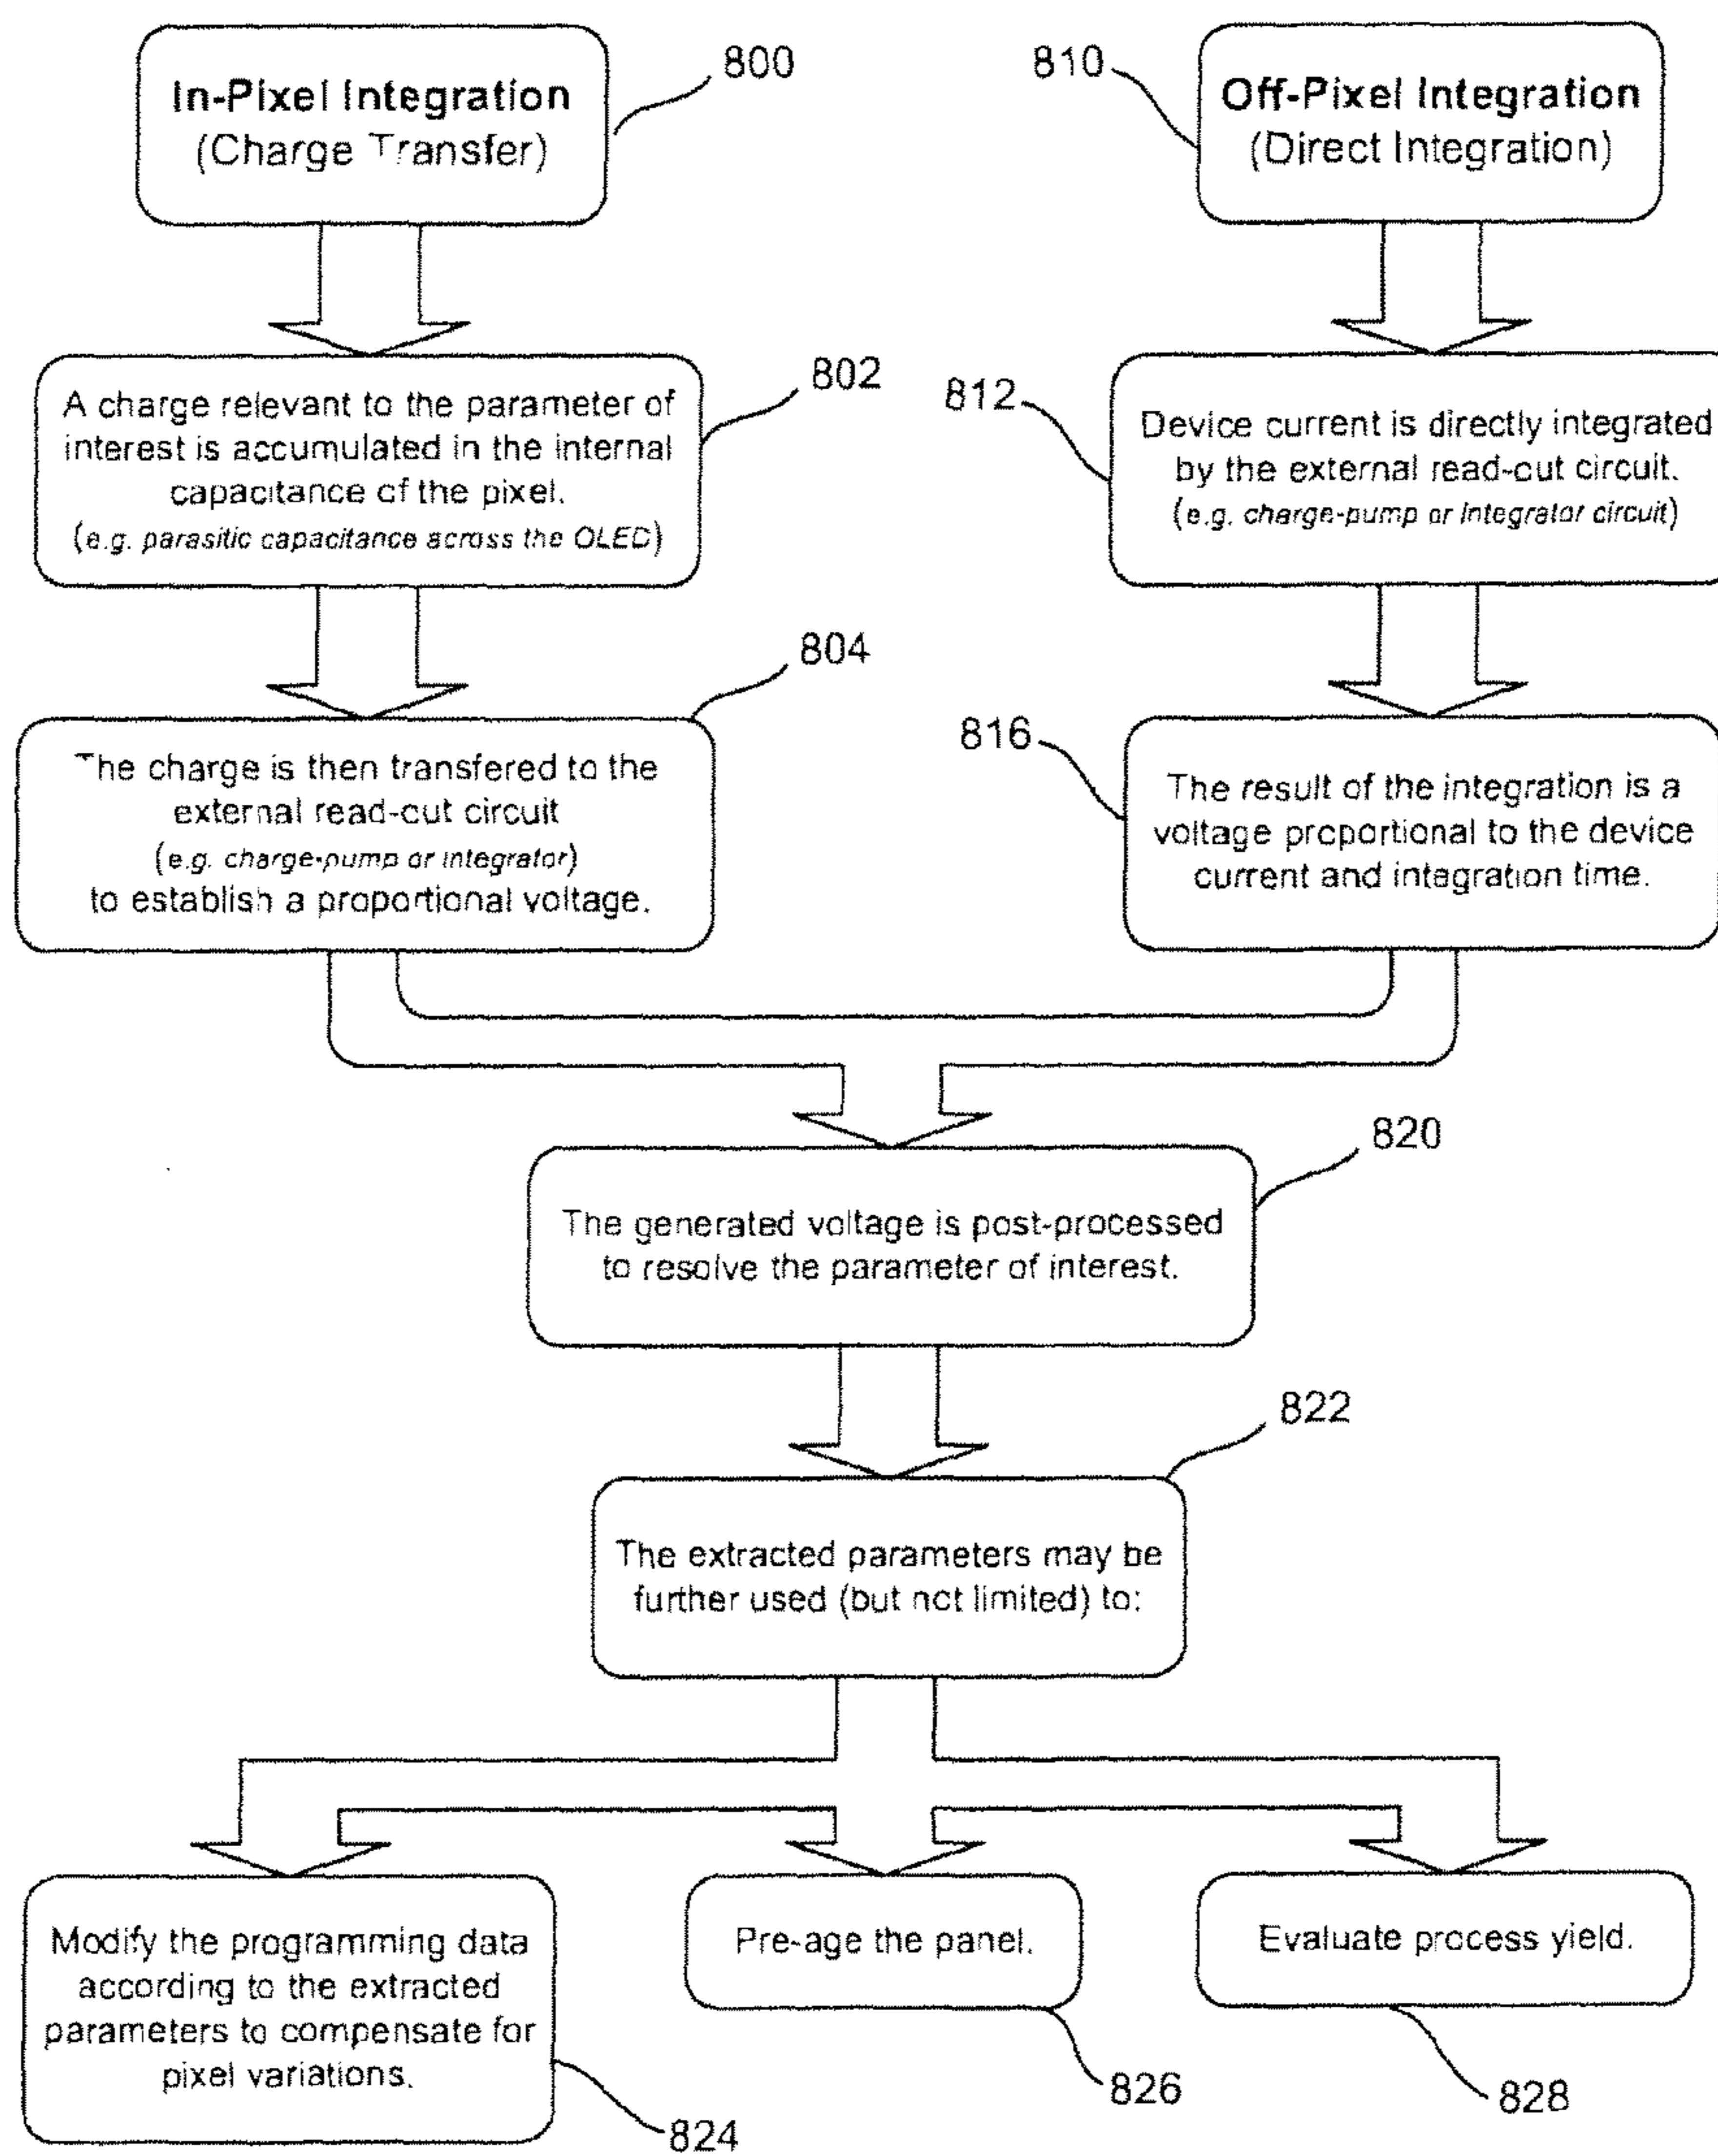 In-Pixel Integration
(Charge Transfer)
800
810
Off-Pixel Integration
(Direct Integration)
A charge relevant to the parameter of
interest is accumulated in the internal
capacitance of the pixel.
(e.g. parasitic capacitance across the OLED)
802
812
Device current is directly integrated
by the external read-out circuit.
(e.g. charge-pump or integrator circuit)
804
The charge is then transfered to the
external read-out circuit
(e.g. charge-pump or integrator)
to establish a proportional voltage.
816
The result of the integration is a
voltage proportional to the device
current and integration time.
820
The generated voltage is post-processed
to resolve the parameter of interest.
822
The extracted parameters may be
further used (but not limited) to:
Modify the programming data
according to the extracted
parameters to compensate for
pixel variations.
824
Pre-age the panel.
826
Evaluate process yield.
828